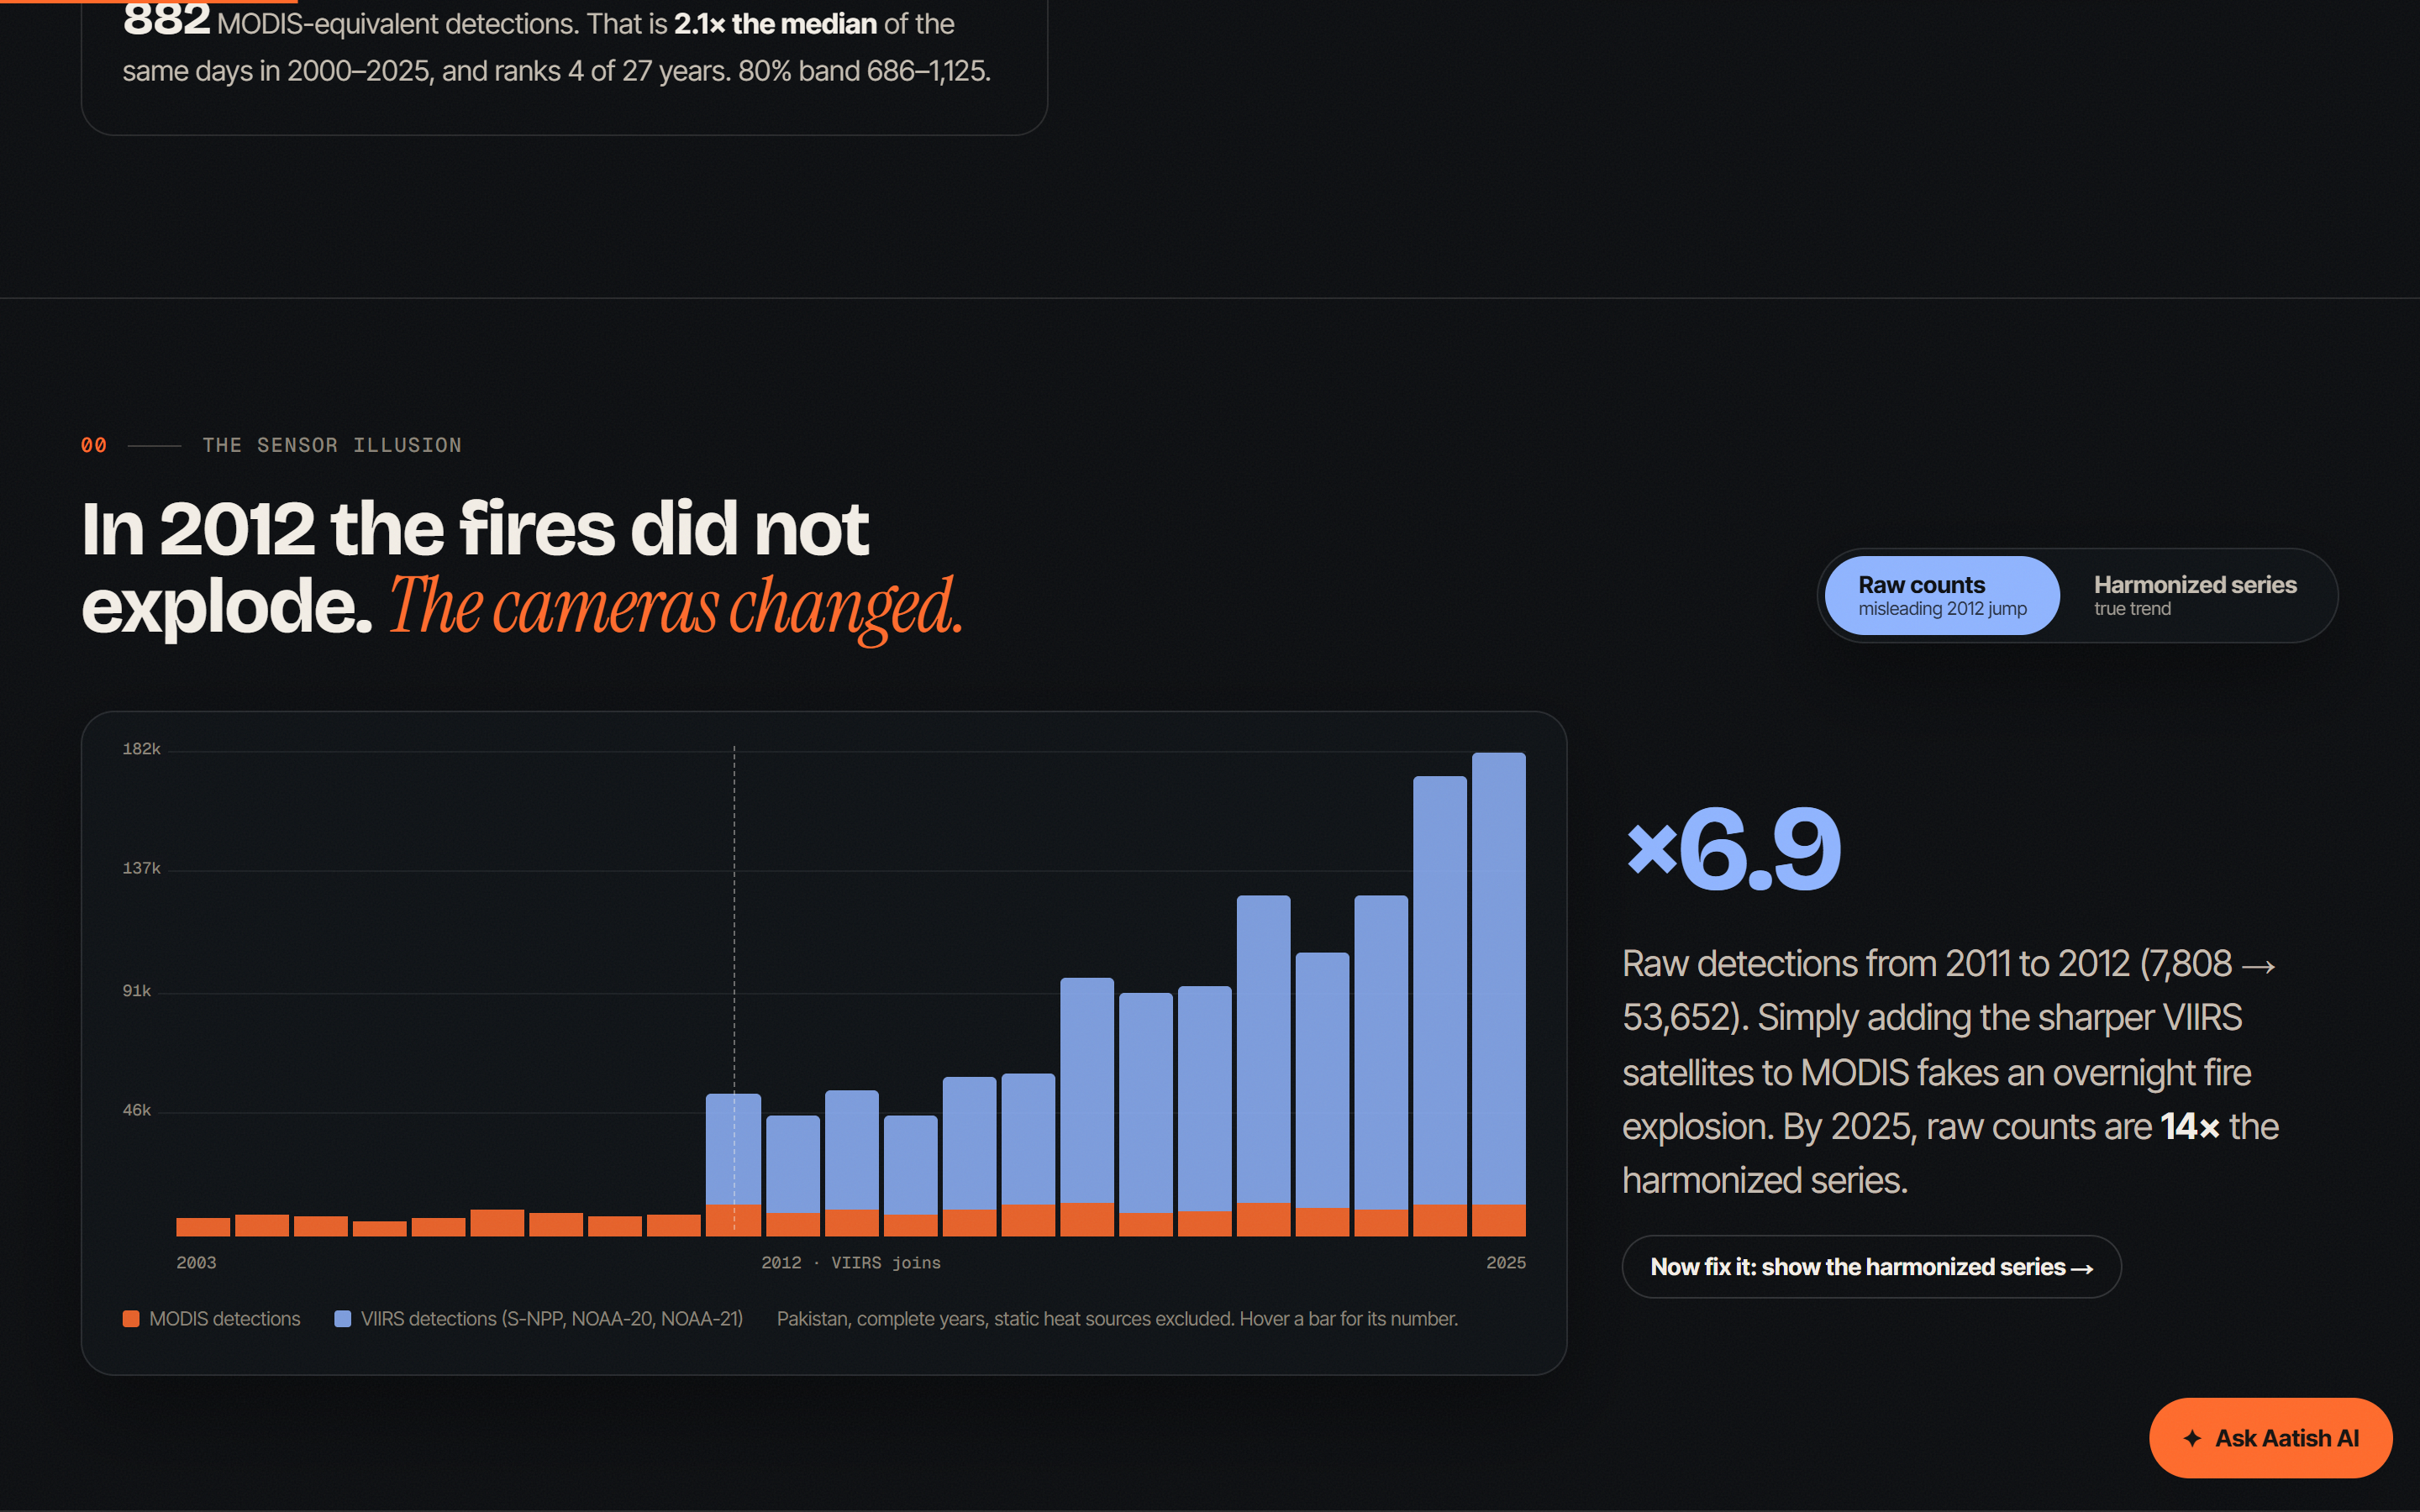 882 MODIS-equivalent detections. That is 2.1× the median of the
same days in 2000–2025, and ranks 4 of 27 years. 80% band 686–1,125.
00 THE SENSOR ILLUSION
In 2012 the fires did not
explode. The cameras changed.
Raw counts
misleading 2012 jump
Harmonized series
true trend
182k
137k
91k
46k
2003
2012 · VIIRS joins
2025
MODIS detections
VIIRS detections (S-NPP, NOAA-20, NOAA-21)
Pakistan, complete years, static heat sources excluded. Hover a bar for its number.
×6.9
Raw detections from 2011 to 2012 (7,808 →
53,652). Simply adding the sharper VIIRS
satellites to MODIS fakes an overnight fire
explosion. By 2025, raw counts are 14× the
harmonized series.
Now fix it: show the harmonized series →
✦ Ask Aatish AI